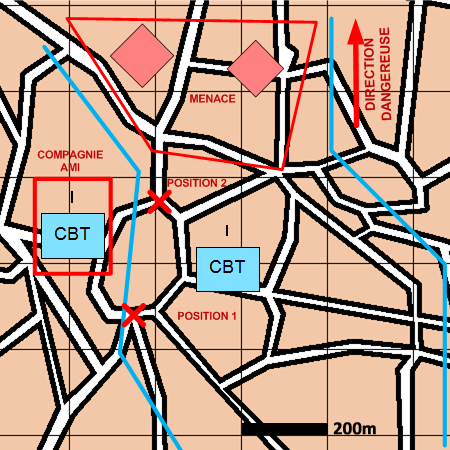 DIRECTION
DANGEREUSE
MENACE
COMPAGNIE
AMI
POSITION 2
I
CBT
I
CBT
POSITION 1
200m